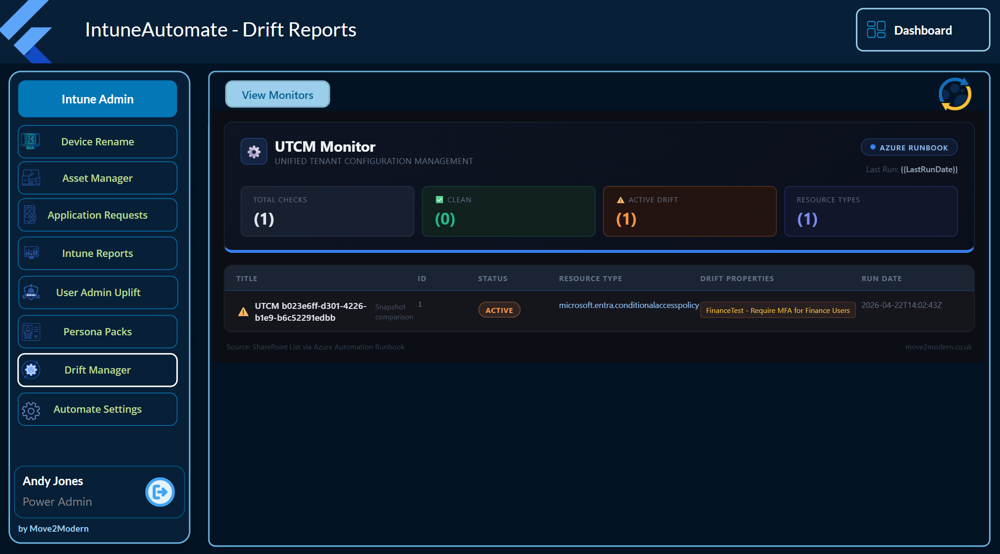 IntuneAutomate - Drift Reports
Dashboard
Intune Admin
Device Rename
Asset Manager
Application Requests
Intune Reports
Admin
User Admin Uplift
Persona Packs
Drift Manager
Automate Settings
Andy Jones
Power Admin
by Move2Modern
View Monitors
UTCM Monitor
UNIFIED TENANT CONFIGURATION MANAGEMENT
AZURE RUNBOOK
Last Run: {{LastRunDate}}
TOTAL CHECKS
(1)
CLEAN
(0)
ACTIVE DRIFT
(1)
RESOURCE TYPES
(1)
TITLE ID STATUS RESOURCE TYPE DRIFT PROPERTIES RUN DATE
UTCM b023e6ff-d301-4226-
b1e9-b6c52291edbb
Snapshot
comparison
1
ACTIVE
microsoft.entra.conditionalaccesspolicy
FinanceTest - Require MFA for Finance Users
2026-04-22T14:02:43Z
Source: SharePoint List via Azure Automation Runbook
move2modern.co.uk